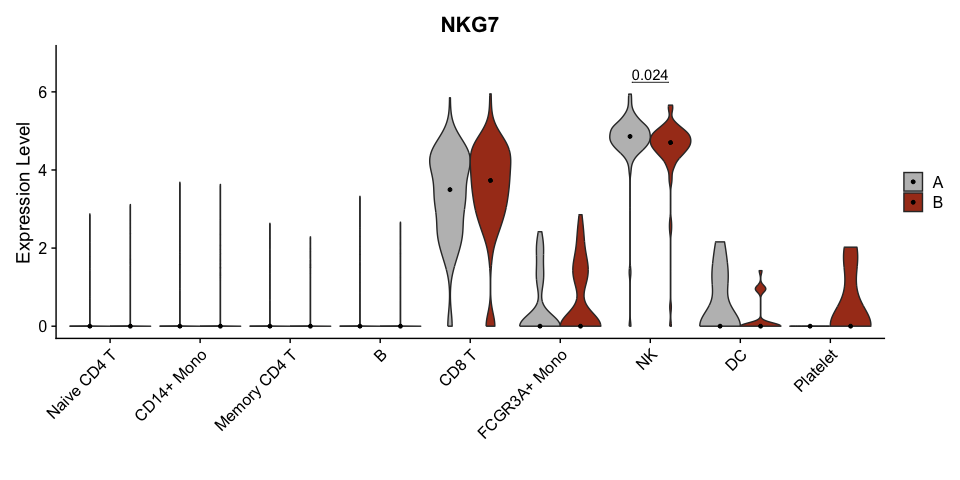 NKG7
Expression Level
6
4
2
0
0.024
A
B
Naive CD4 T
CD14+ Mono
Memory CD4 T
B
CD8 T
FCGR3A+ Mono
NK
DC
Platelet